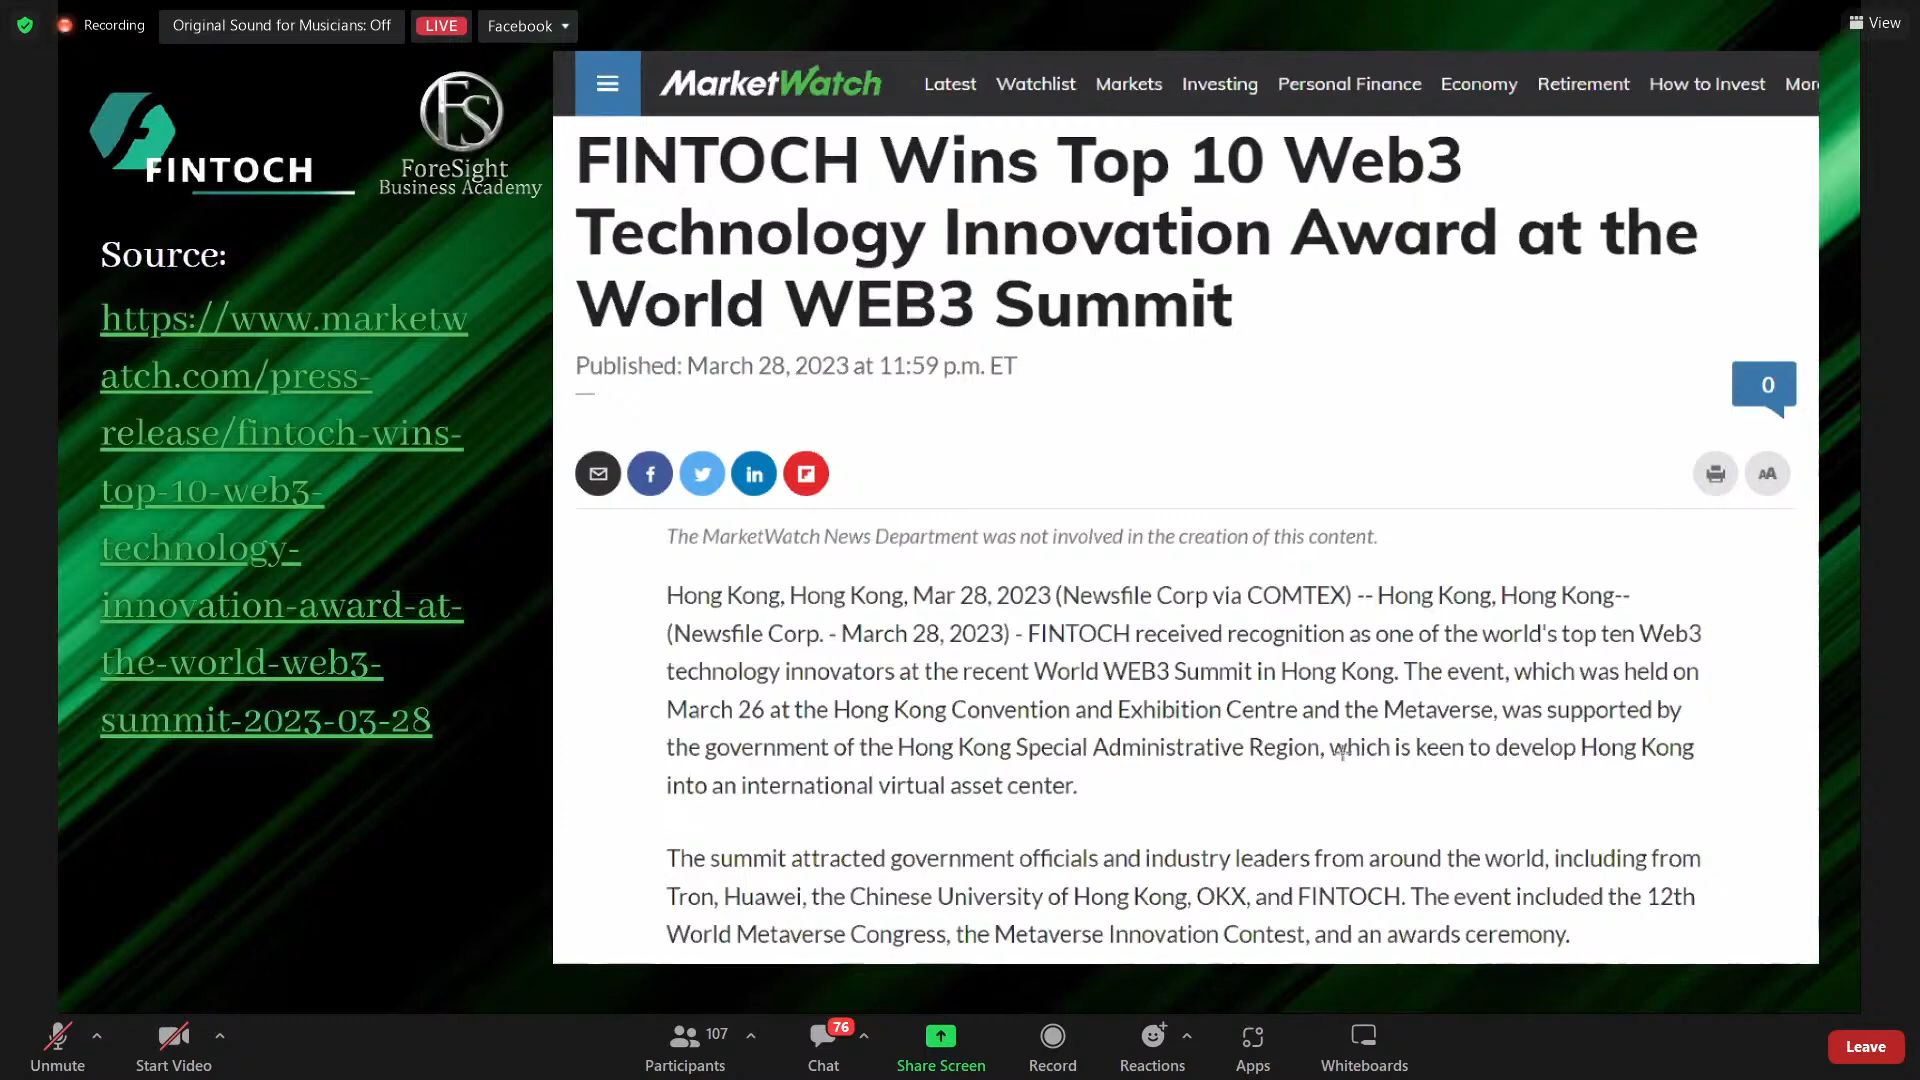 Recording
Original Sound for Musicians: Off
LIVE
Facebook
View
FINTOCH
FS
ForeSight
Business Academy
Source:
https://www.marketw
atch.com/press-
release/fintoch-wins-
top-10-web3-
technology-
innovation-award-at-
the-world-web3-
summit-2023-03-28
MarketWatch
Latest Watchlist Markets Investing Personal Finance Economy Retirement How to Invest Mor
FINTOCH Wins Top 10 Web3
Technology Innovation Award at the
World WEB3 Summit
Published: March 28, 2023 at 11:59 p.m. ET
0
f
in
AA
The MarketWatch News Department was not involved in the creation of this content.
Hong Kong, Hong Kong, Mar 28, 2023 (Newsfile Corp via COMTEX) -- Hong Kong, Hong Kong--
(Newsfile Corp. - March 28, 2023) - FINTOCH received recognition as one of the world's top ten Web3
technology innovators at the recent World WEB3 Summit in Hong Kong. The event, which was held on
March 26 at the Hong Kong Convention and Exhibition Centre and the Metaverse, was supported by
the government of the Hong Kong Special Administrative Region, which is keen to develop Hong Kong
into an international virtual asset center.
The summit attracted government officials and industry leaders from around the world, including from
Tron, Huawei, the Chinese University of Hong Kong, OKX, and FINTOCH. The event included the 12th
World Metaverse Congress, the Metaverse Innovation Contest, and an awards ceremony.
Unmute
Start Video
107
Participants
76
Chat
Share Screen
Record
Reactions
Apps
Whiteboards
Leave